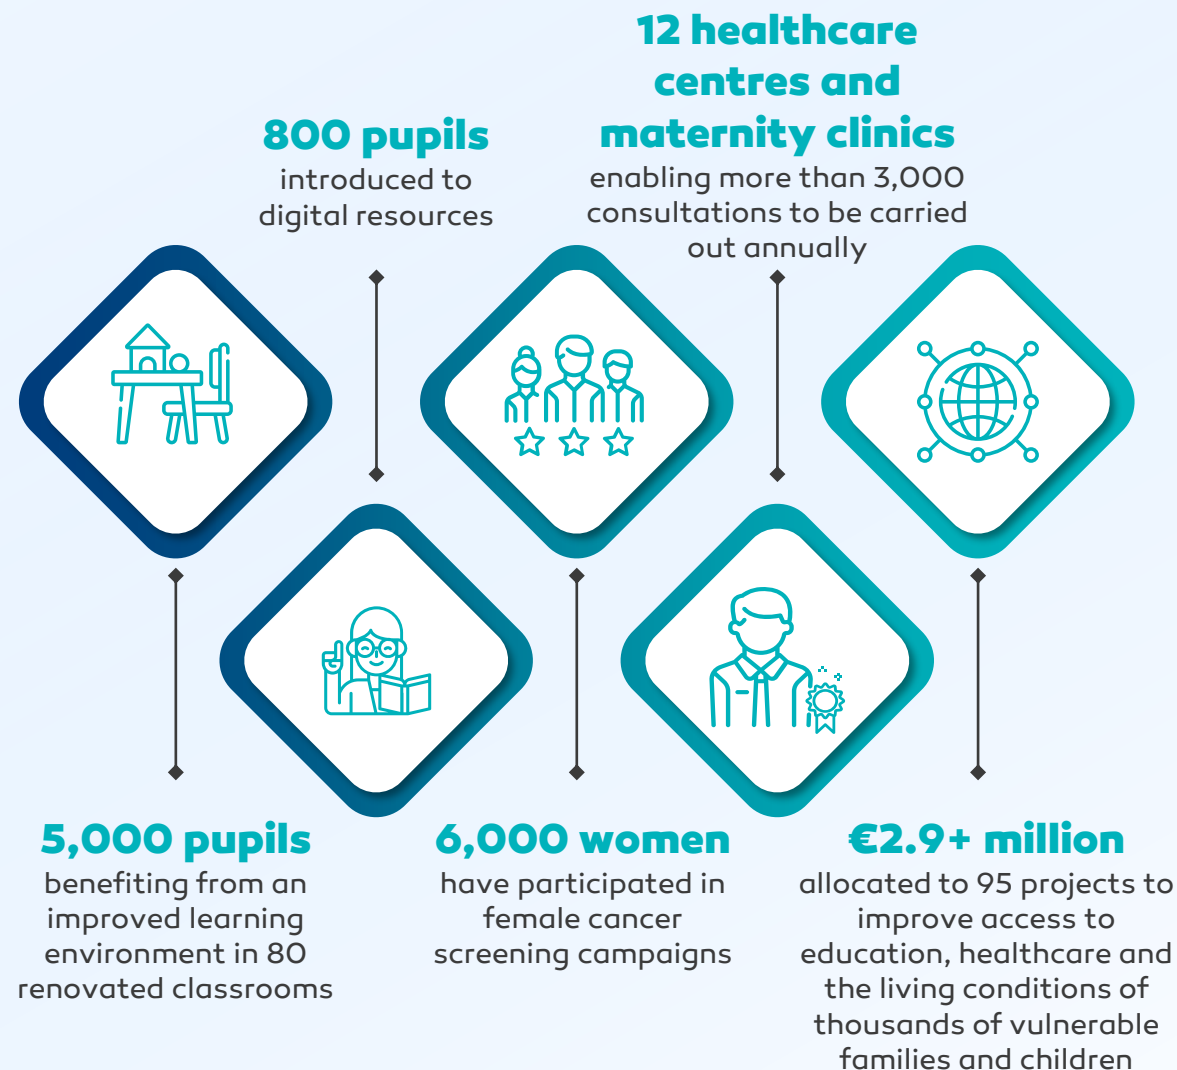 12 healthcare
centres and
maternity clinics
enabling more than 3,000
consultations to be carried
out annually
800 pupils
introduced to
digital resources
5,000 pupils
benefiting from an
improved learning
environment in 80
renovated classrooms
6,000 women
have participated in
female cancer
screening campaigns
€2.9+ million
allocated to 95 projects to
improve access to
education, healthcare and
the living conditions of
thousands of vulnerable
families and children